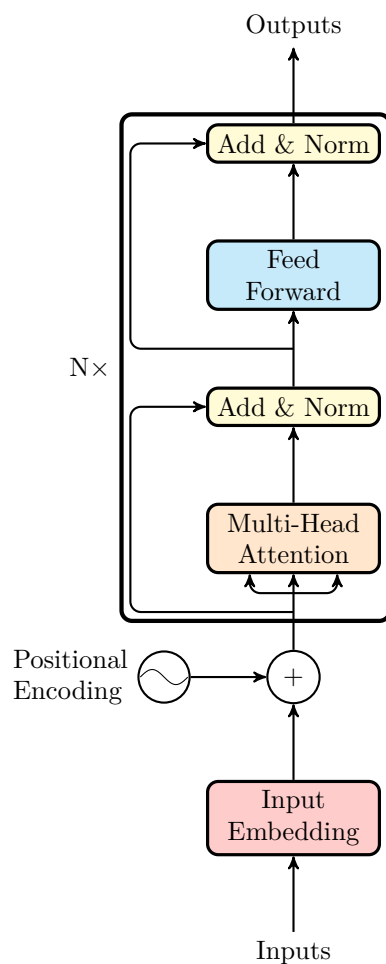 Outputs
Add & Norm
Feed
Forward
N×
Add & Norm
Multi-Head
Attention
Positional
Encoding
+
Input
Embedding
Inputs